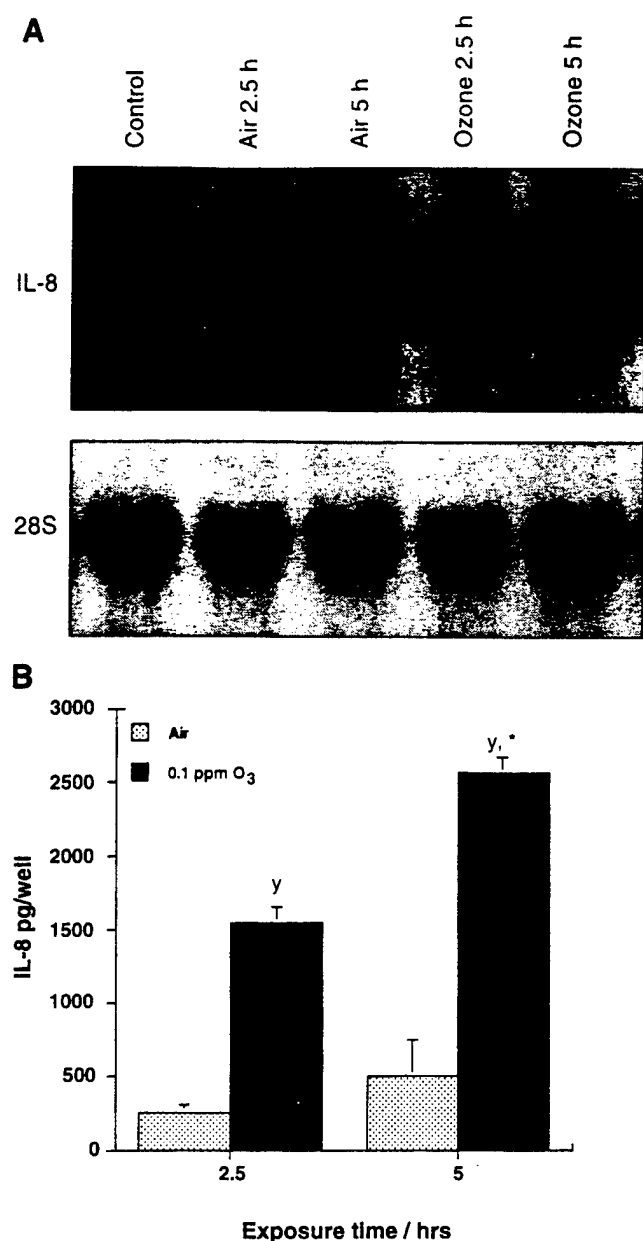 A
Control
Air 2.5 h
Air 5 h
Ozone 2.5 h
Ozone 5 h
IL-8
28S
B
3000
2500
2000
1500
1000
500
0
IL-8 pg/well
Air
0.1 ppm O₃
y
y, *
2.5
5
Exposure time / hrs